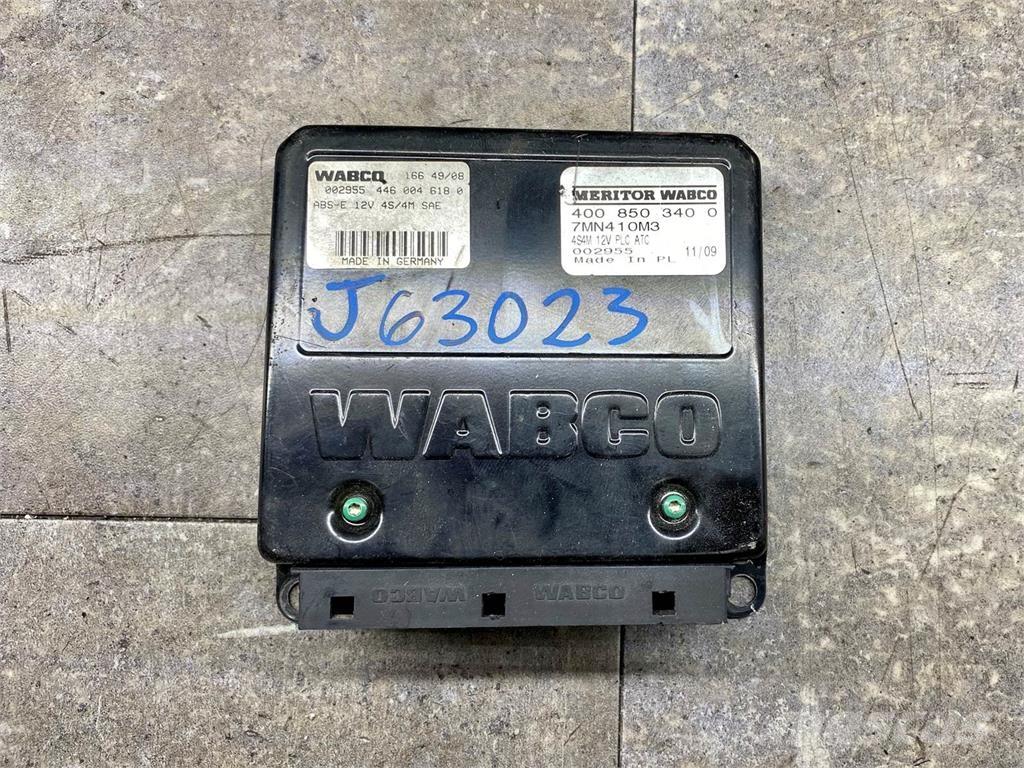 WABCO 166 49/08
002955 446 004 618 0
ABS-E 12V 4S/4M SAE
MADE IN GERMANY
MERITOR WABCO
400 850 340 0
7MN410M3
4S4M 12V PLC ATC
002955 11/09
Made In PL
J63023
WABCO
WABCO WABCO